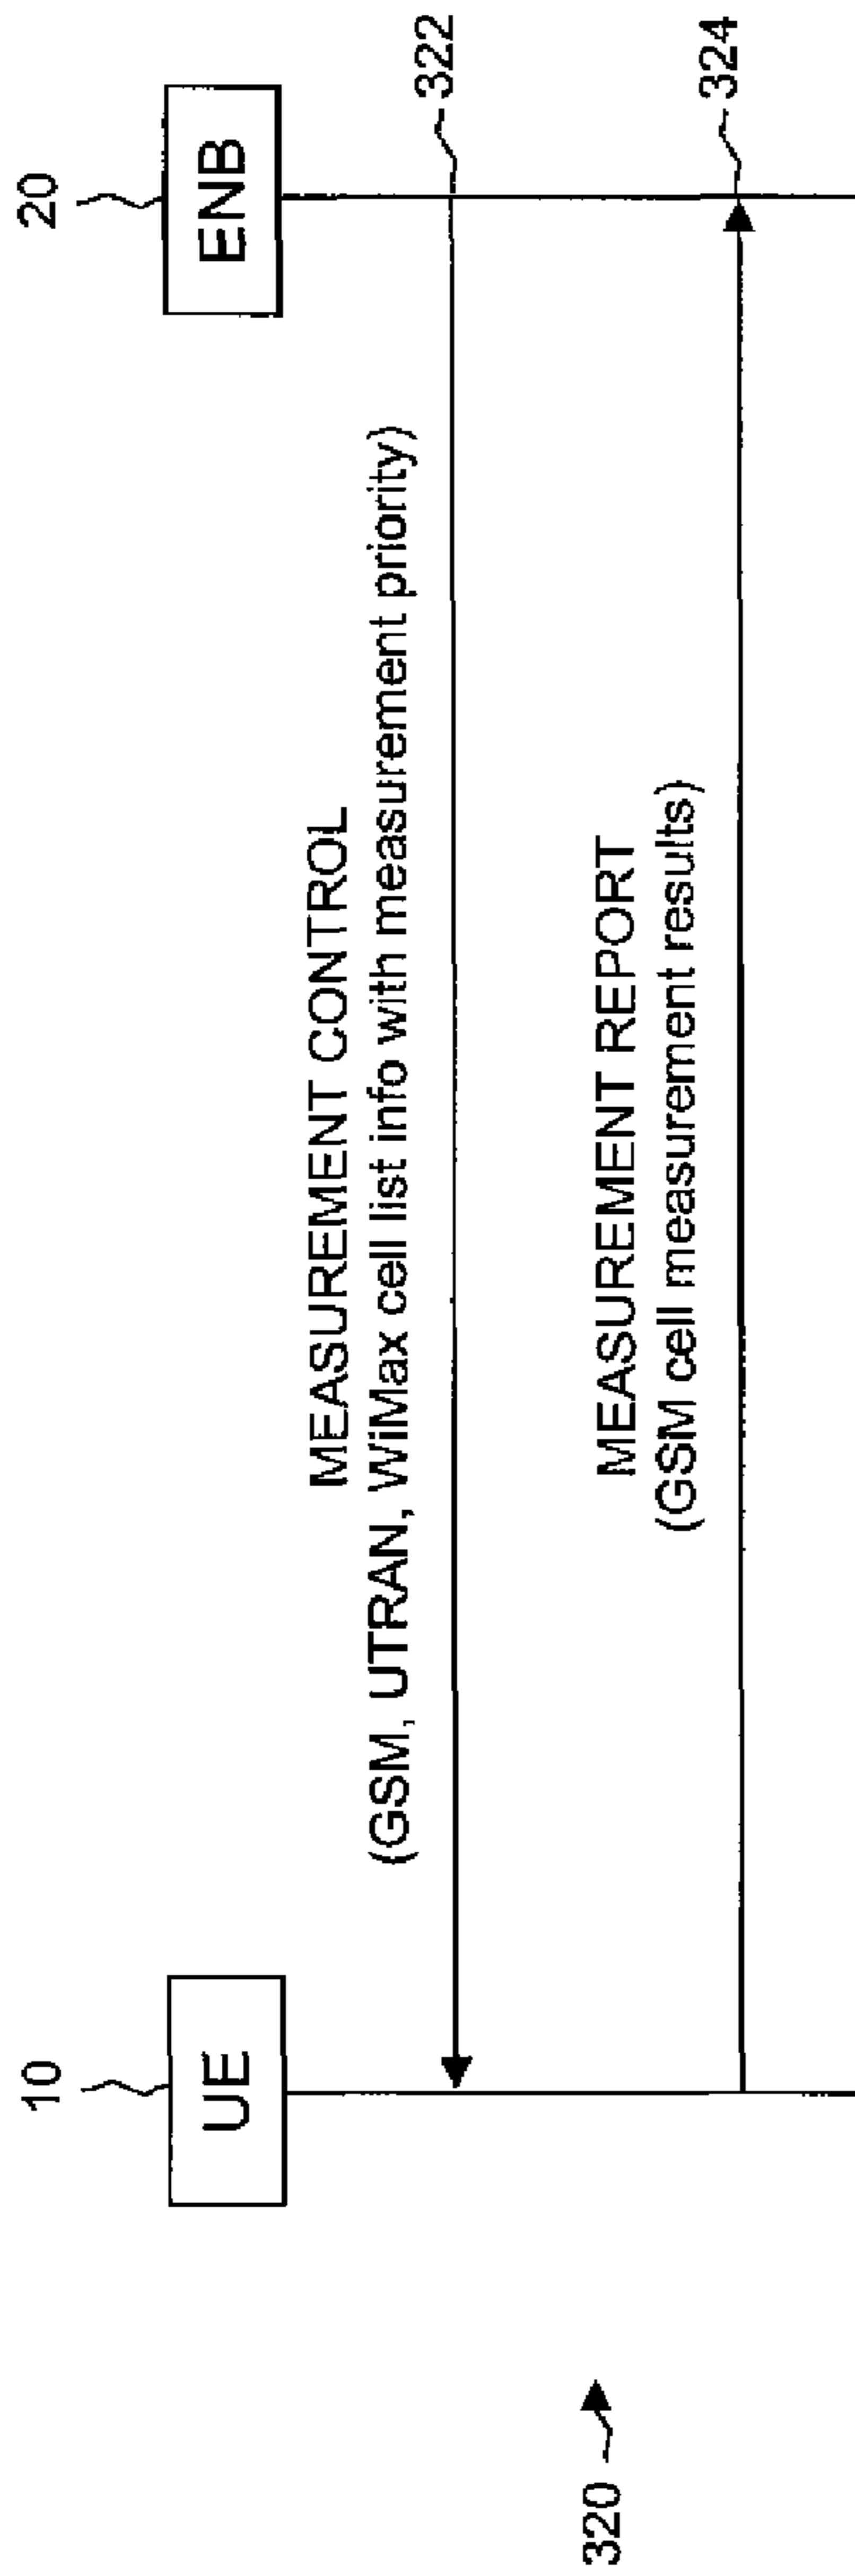 10
UE
20
ENB
MEASUREMENT CONTROL
(GSM, UTRAN, WiMax cell list info with measurement priority)
322
MEASUREMENT REPORT
(GSM cell measurement results)
324
320